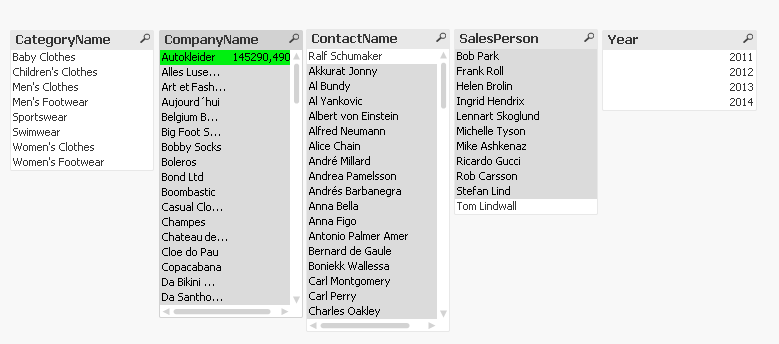 CategoryName
Baby Clothes
Children's Clothes
Men's Clothes
Men's Footwear
Sportswear
Swimwear
Women's Clothes
Women's Footwear
CompanyName
Autokleider 145290,490
Alles Luse...
Art et Fash...
Aujourd´hui
Belgium B...
Big Foot S...
Bobby Socks
Boleros
Bond Ltd
Boombastic
Casual Clo...
Champes
Chateau de...
Cloe do Pau
Copacabana
Da Bikini ...
Da Santho...
ContactName
Ralf Schumaker
Akkurat Jonny
Al Bundy
Al Yankovic
Albert von Einstein
Alfred Neumann
Alice Chain
André Millard
Andrea Pamelsson
Andrés Barbanegra
Anna Bella
Anna Figo
Antonio Palmer Amer
Bernard de Gaule
Boniekk Wallessa
Carl Montgomery
Carl Perry
Charles Oakley
SalesPerson
Bob Park
Frank Roll
Helen Brolin
Ingrid Hendrix
Lennart Skoglund
Michelle Tyson
Mike Ashkenaz
Ricardo Gucci
Rob Carsson
Stefan Lind
Tom Lindwall
Year
2011
2012
2013
2014